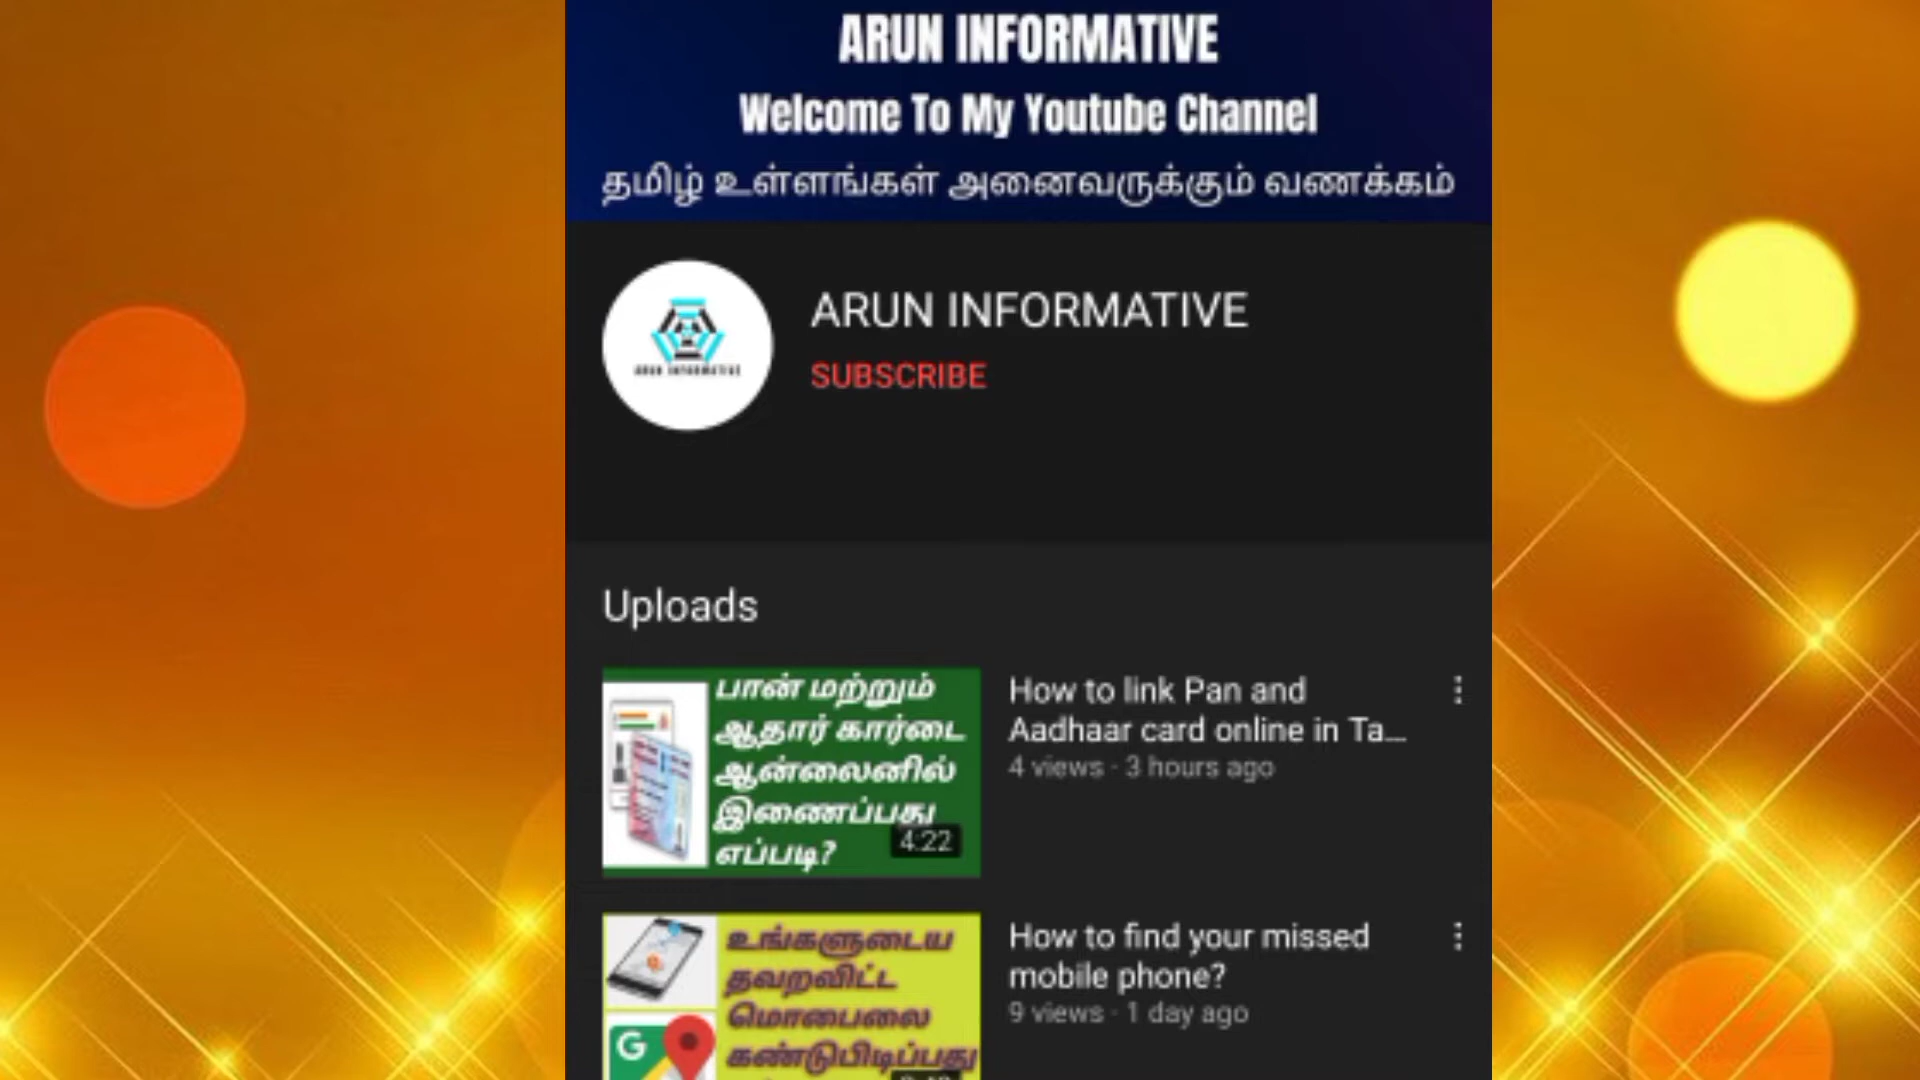 ARUN INFORMATIVE
Welcome To My Youtube Channel
தமிழ் உள்ளங்கள் அனைவருக்கும் வணக்கம்
ARUN INFORMATIVE
ARUN INFORMATIVE
SUBSCRIBE
Uploads
பான் மற்றும்
ஆதார் கார்டை
ஆன்லைனில்
இணைப்பது
எப்படி?
4:22
How to link Pan and
Aadhaar card online in Ta...
4 views · 3 hours ago
உங்களுடைய
தவறவிட்ட
மொபைலை
கண்டுபிடிப்பது
G
How to find your missed
mobile phone?
9 views · 1 day ago